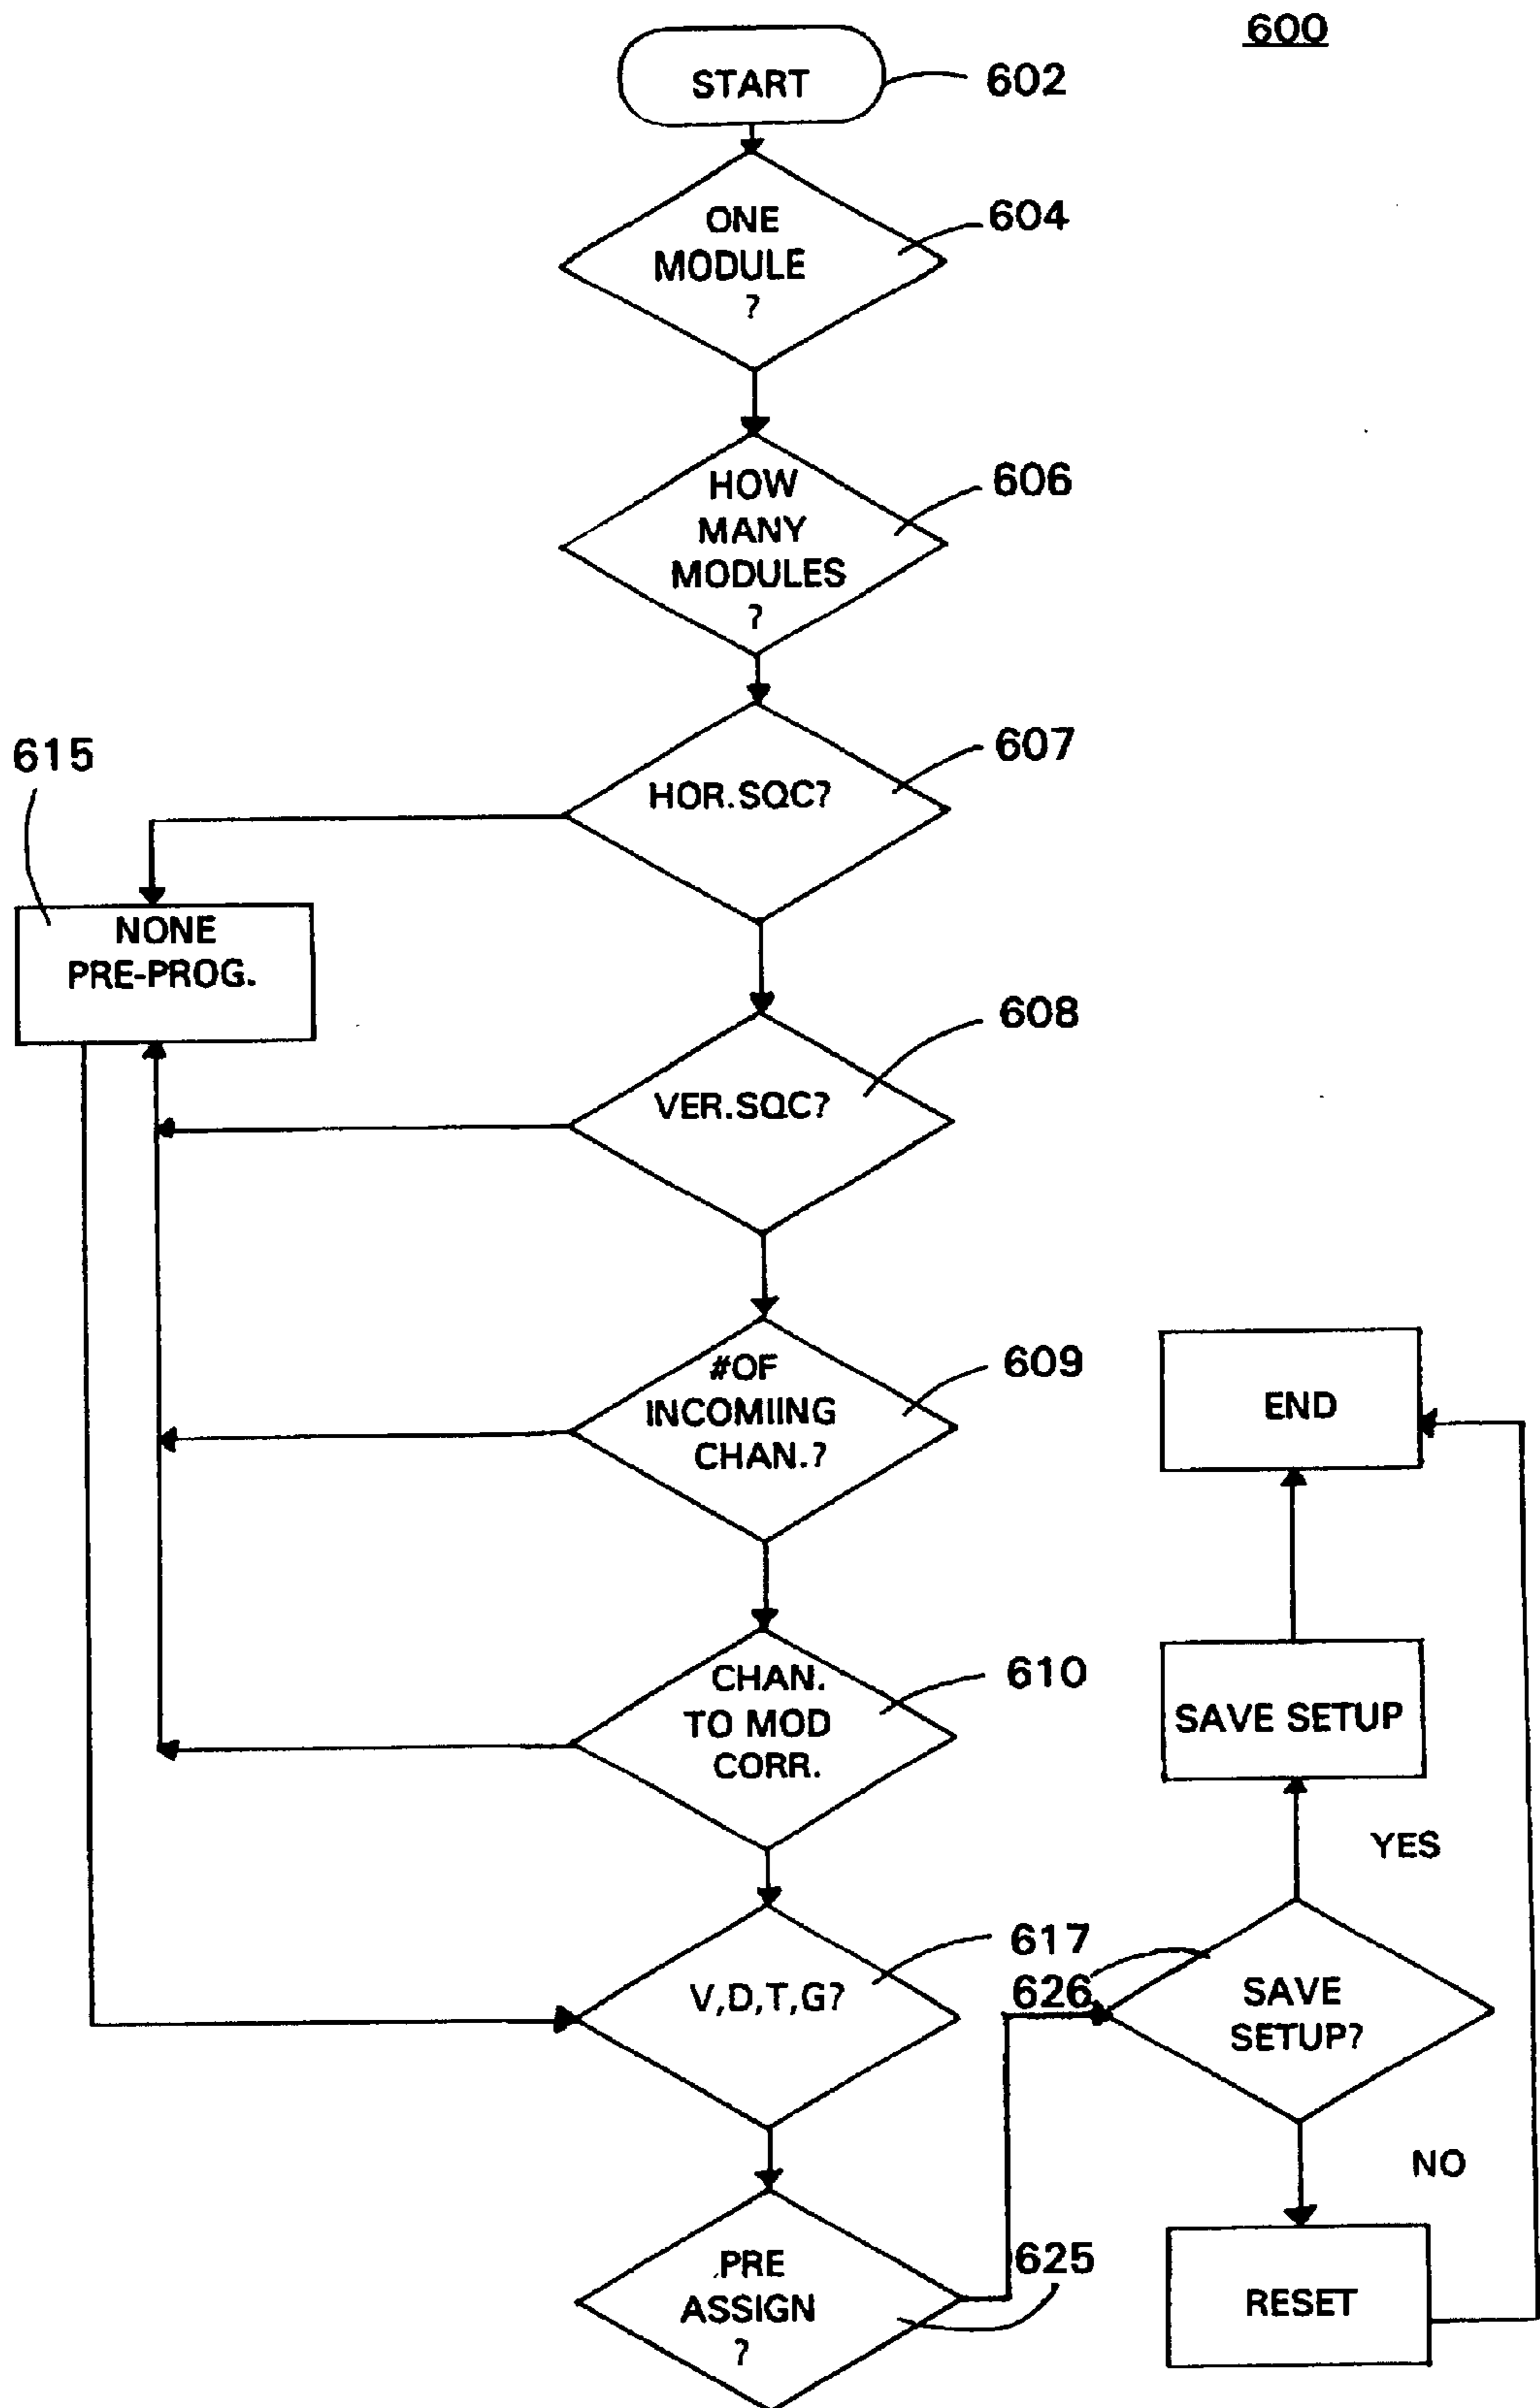 600
START
602
ONE
MODULE
?
604
HOW
MANY
MODULES
?
606
HOR.SQC?
607
615
NONE
PRE-PROG.
VER.SQC?
608
#OF
INCOMIING
CHAN.?
609
CHAN.
TO MOD
CORR.
610
V,D,T,G?
617
PRE
ASSIGN
?
625
626
SAVE
SETUP?
YES
SAVE SETUP
END
NO
RESET